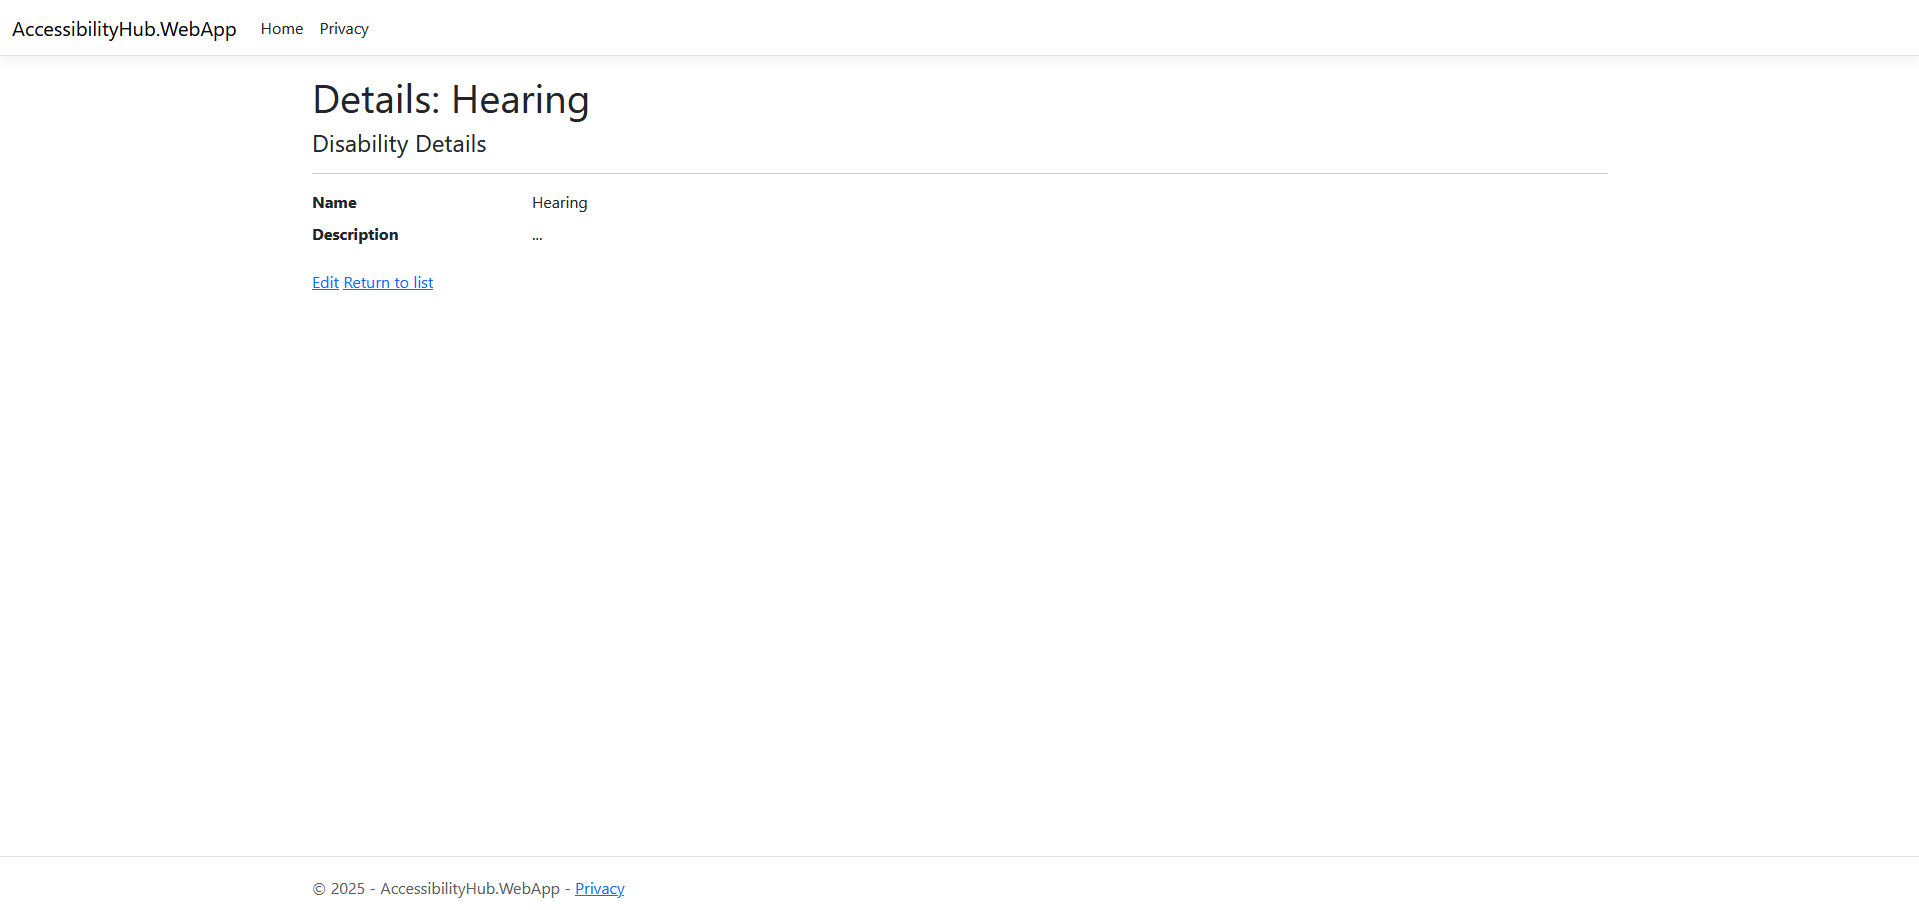 AccessibilityHub.WebApp Home Privacy
Details: Hearing
Disability Details
Name Hearing
Description ...
Edit Return to list
© 2025 - AccessibilityHub.WebApp - Privacy